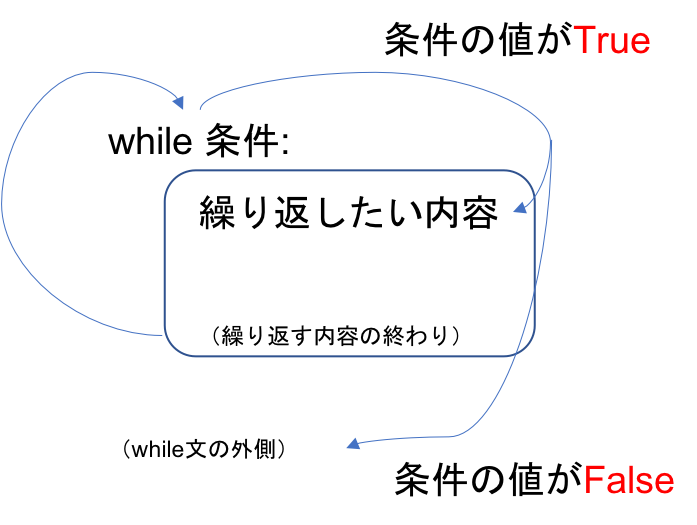 条件の値がTrue
while 条件:
繰り返したい内容
（繰り返す内容の終わり）
（while文の外側）
条件の値がFalse